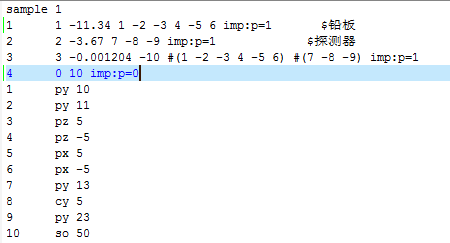 sample 1
1 1 -11.34 1 -2 -3 4 -5 6 imp:p=1 $铅板
2 2 -3.67 7 -8 -9 imp:p=1 $探测器
3 3 -0.001204 -10 #(1 -2 -3 4 -5 6) #(7 -8 -9) imp:p=1
4 0 10 imp:p=0
1 py 10
2 py 11
3 pz 5
4 pz -5
5 px 5
6 px -5
7 py 13
8 cy 5
9 py 23
10 so 50